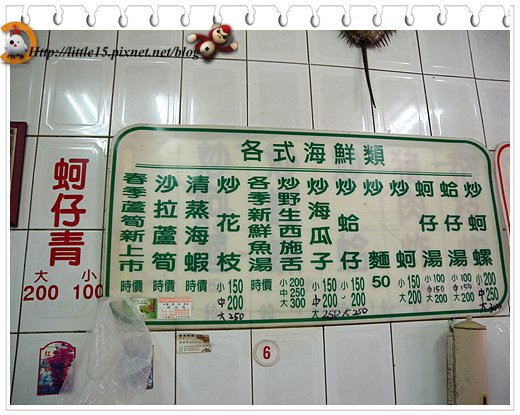 Http://little15.pixnet.net/blog
蚵仔青
大 小
200 100
各式海鮮類
春季蘆筍新上市 時價
沙拉蘆筍 時價
清蒸海蝦 時價
炒花枝 小150 中200 大250
各季新鮮魚湯 時價
炒野生西施舌 小200 中250 大300
炒海瓜子 小150 中200 大250
炒蛤仔 小150 中200 大250
炒麵 50
炒蚵 小150 大200
蚵仔湯 小100 中150 大200
蛤仔湯 小100 中150 大200
炒蚵螺 小200 中250
6